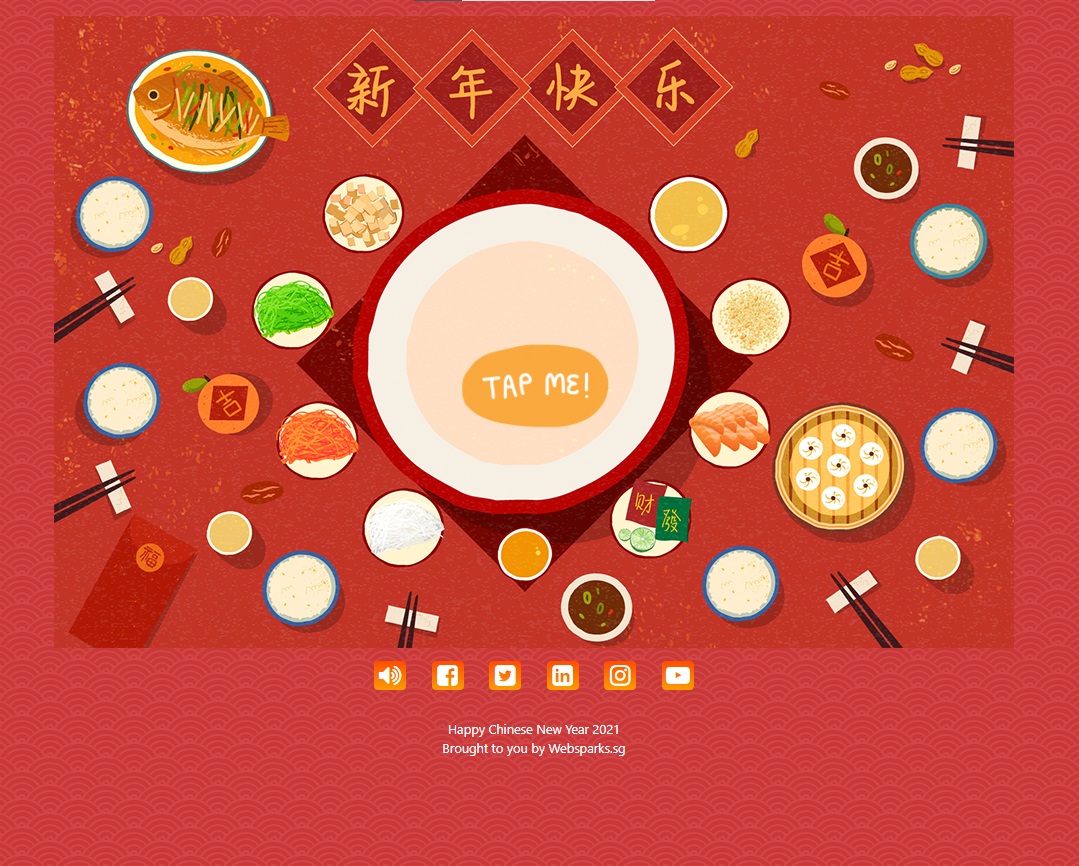 新年快乐
吉
TAP ME!
吉
财
發
福
Happy Chinese New Year 2021
Brought to you by Websparks.sg